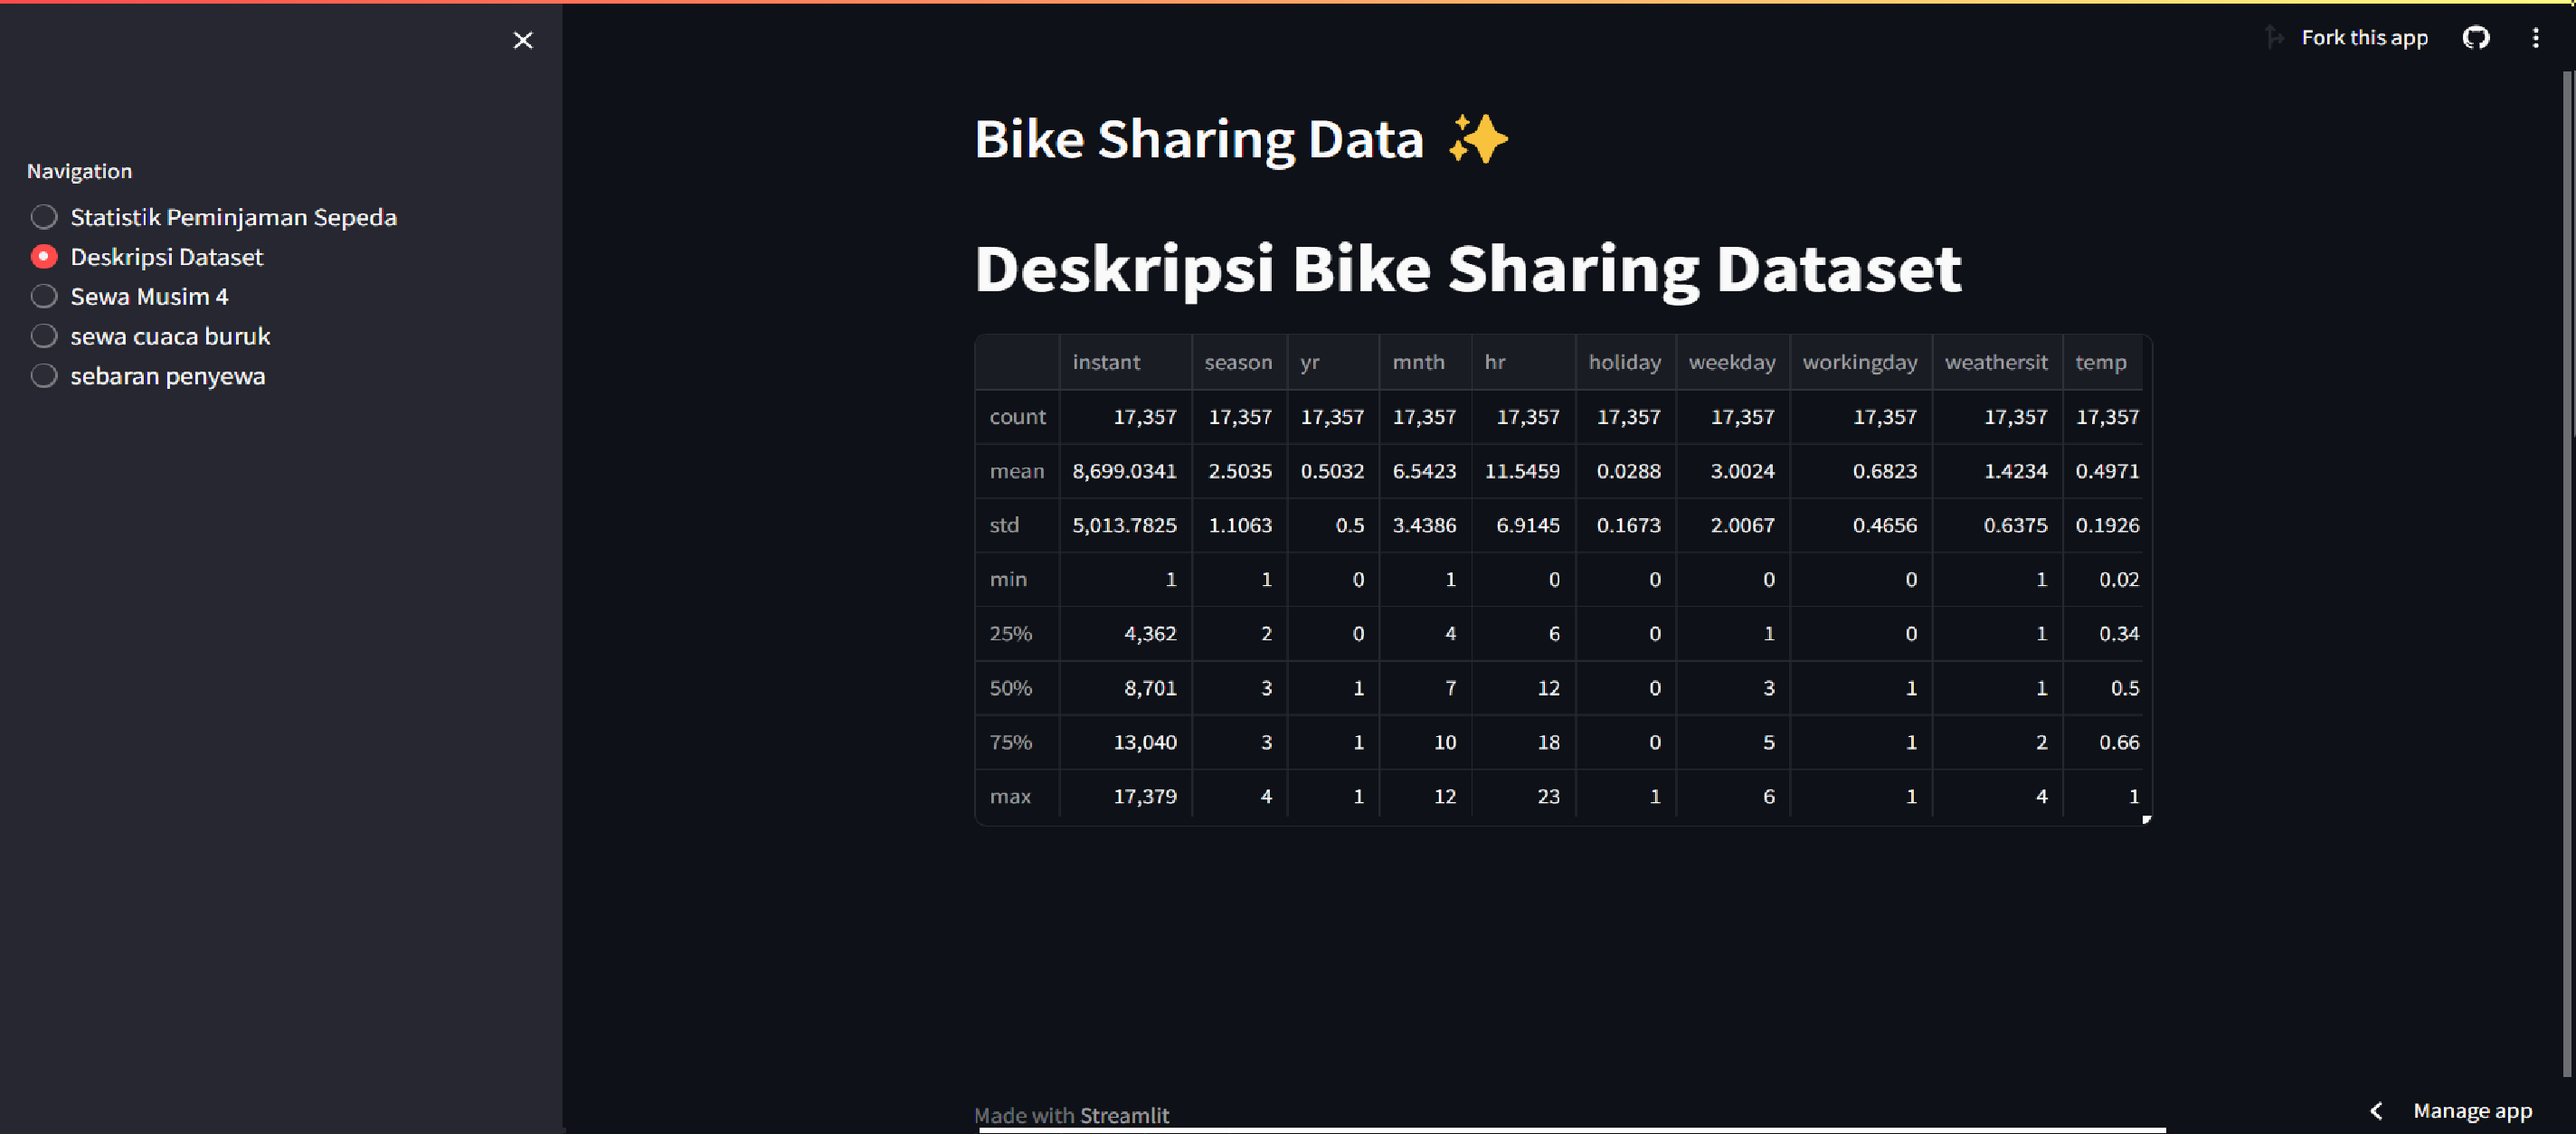 Fork this app
Navigation
Statistik Peminjaman Sepeda
Deskripsi Dataset
Sewa Musim 4
sewa cuaca buruk
sebaran penyewa
Bike Sharing Data ✨
Deskripsi Bike Sharing Dataset
instant season yr mnth hr holiday weekday workingday weathersit temp
count 17,357 17,357 17,357 17,357 17,357 17,357 17,357 17,357 17,357 17,357
mean 8,699.0341 2.5035 0.5032 6.5423 11.5459 0.0288 3.0024 0.6823 1.4234 0.4971
std 5,013.7825 1.1063 0.5 3.4386 6.9145 0.1673 2.0067 0.4656 0.6375 0.1926
min 1 1 0 1 0 0 0 0 1 0.02
25% 4,362 2 0 4 6 0 1 0 1 0.34
50% 8,701 3 1 7 12 0 3 1 1 0.5
75% 13,040 3 1 10 18 0 5 1 2 0.66
max 17,379 4 1 12 23 1 6 1 4 1
Made with Streamlit
Manage app